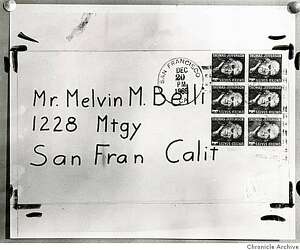 SAN FRANCISCO
DEC
20
PM
1969
Mr. Melvin M. Belli
1228 Mtgy
San Fran Calif
Chronicle Archive